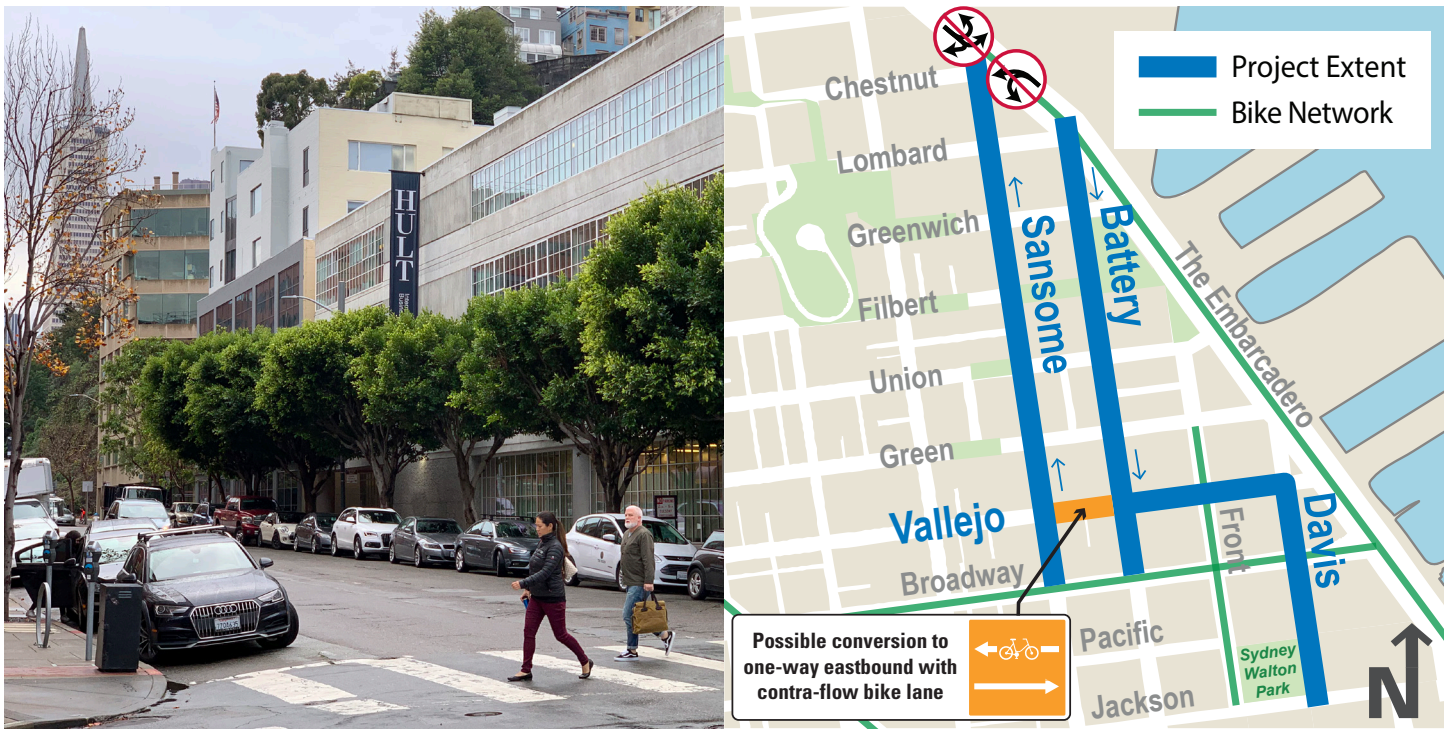 HULT
Project Extent
Bike Network
Chestnut
Lombard
Greenwich
Filbert
Union
Green
Vallejo
Broadway
Pacific
Jackson
Sansome
Battery
The Embarcadero
Front
Davis
Sydney
Walton
Park
Possible conversion to
one-way eastbound with
contra-flow bike lane
N